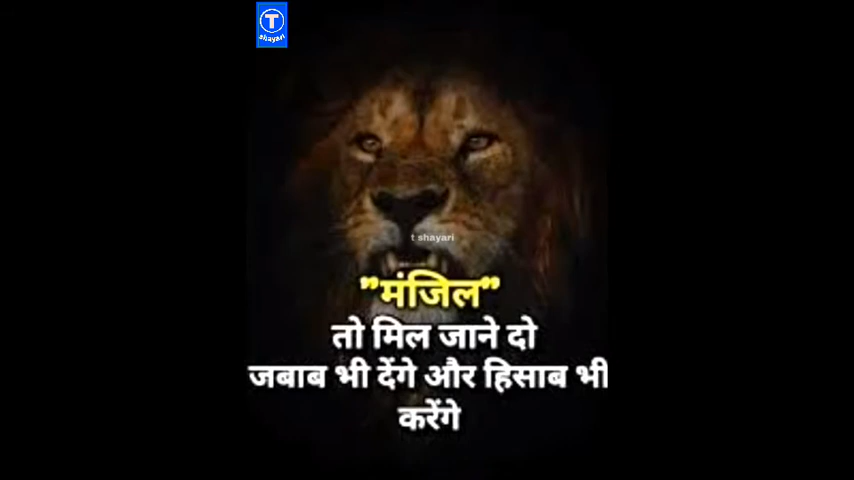 T
shayari
t shayari
”मंजिल”
तो मिल जाने दो
जबाब भी देंगे और हिसाब भी
करेंगे